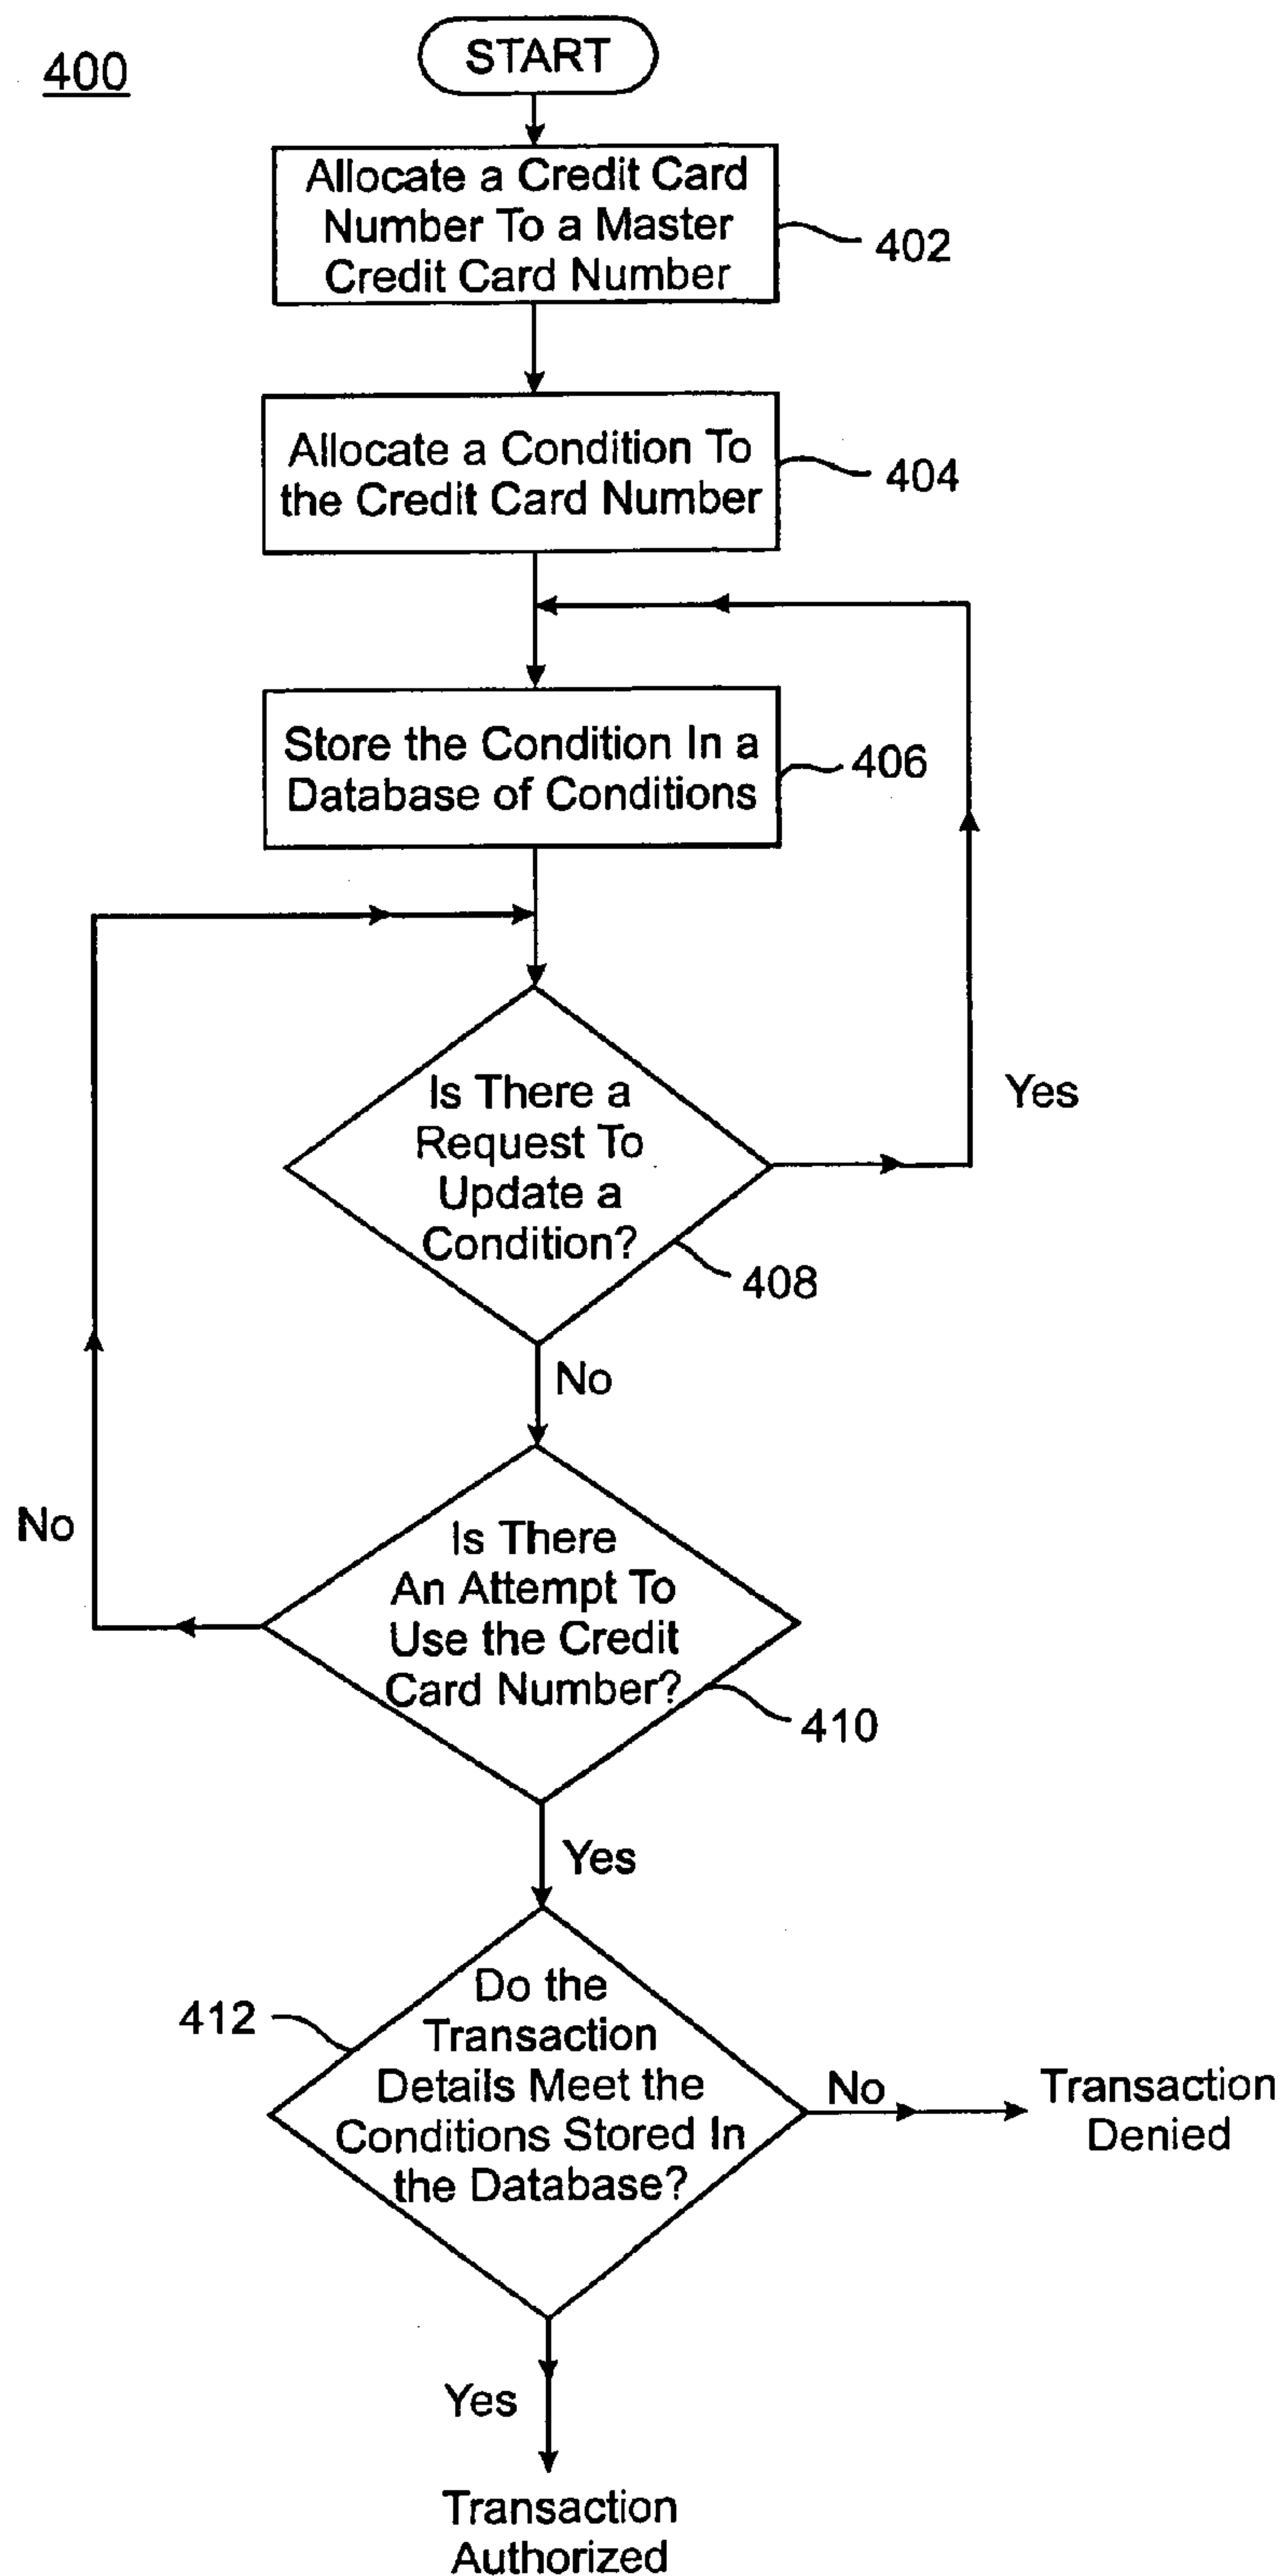 400
START
Allocate a Credit Card
Number To a Master
Credit Card Number
402
Allocate a Condition To
the Credit Card Number
404
Store the Condition In a
Database of Conditions
406
Is There a
Request To
Update a
Condition?
408
Yes
No
Is There
An Attempt To
Use the Credit
Card Number?
410
No
Yes
412
Do the
Transaction
Details Meet the
Conditions Stored In
the Database?
No
Transaction
Denied
Yes
Transaction
Authorized